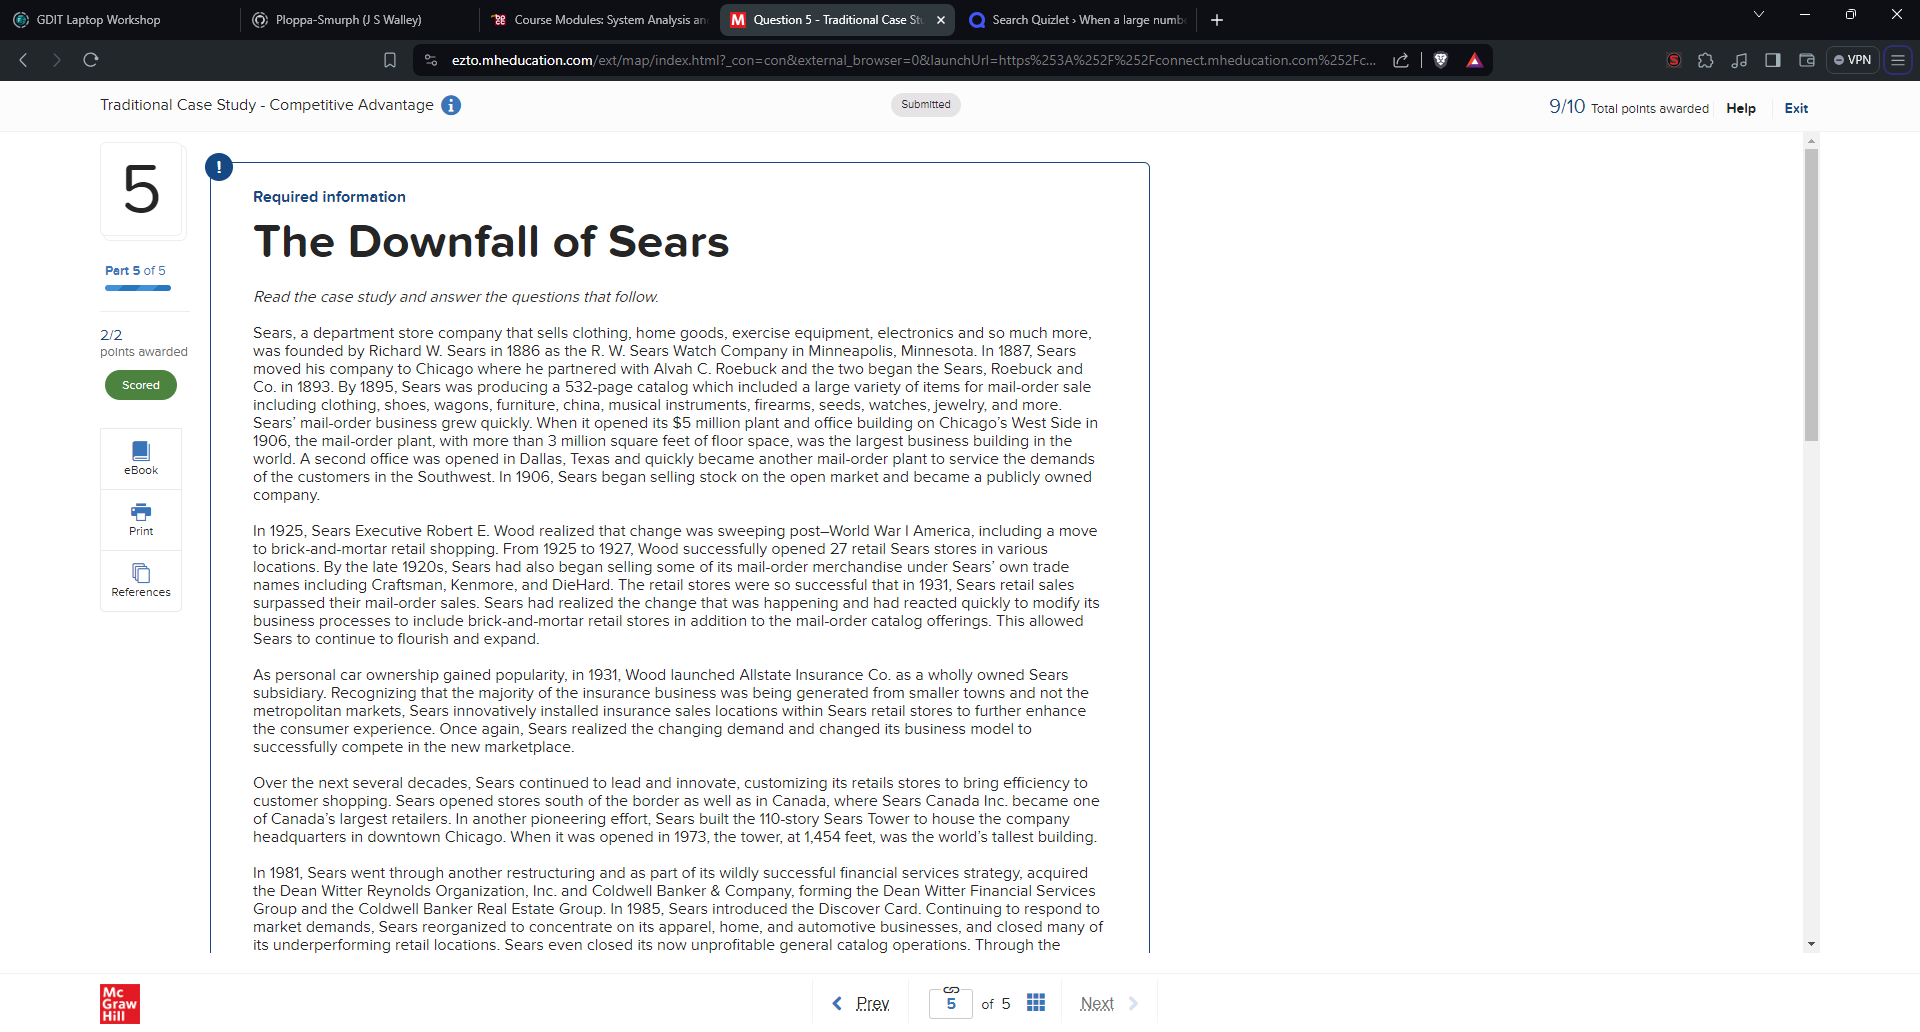 GDIT Laptop Workshop
Ploppa-Smurph (J S Walley)
Course Modules: System Analysis an
M Question 5 - Traditional Case St
Search Quizlet › When a large numb
ezto.mheducation.com/ext/map/index.html?_con=con&external_browser=0&launchUrl=https%253A%252F%252Fconnect.mheducation.com%252Fc...
VPN
Traditional Case Study - Competitive Advantage i
Submitted
9/10 Total points awarded Help Exit
5
Part 5 of 5
2/2
points awarded
Scored
eBook
Print
References
!
Required information
The Downfall of Sears
Read the case study and answer the questions that follow.
Sears, a department store company that sells clothing, home goods, exercise equipment, electronics and so much more,
was founded by Richard W. Sears in 1886 as the R. W. Sears Watch Company in Minneapolis, Minnesota. In 1887, Sears
moved his company to Chicago where he partnered with Alvah C. Roebuck and the two began the Sears, Roebuck and
Co. in 1893. By 1895, Sears was producing a 532-page catalog which included a large variety of items for mail-order sale
including clothing, shoes, wagons, furniture, china, musical instruments, firearms, seeds, watches, jewelry, and more.
Sears’ mail-order business grew quickly. When it opened its $5 million plant and office building on Chicago’s West Side in
1906, the mail-order plant, with more than 3 million square feet of floor space, was the largest business building in the
world. A second office was opened in Dallas, Texas and quickly became another mail-order plant to service the demands
of the customers in the Southwest. In 1906, Sears began selling stock on the open market and became a publicly owned
company.
In 1925, Sears Executive Robert E. Wood realized that change was sweeping post–World War I America, including a move
to brick-and-mortar retail shopping. From 1925 to 1927, Wood successfully opened 27 retail Sears stores in various
locations. By the late 1920s, Sears had also began selling some of its mail-order merchandise under Sears’ own trade
names including Craftsman, Kenmore, and DieHard. The retail stores were so successful that in 1931, Sears retail sales
surpassed their mail-order sales. Sears had realized the change that was happening and had reacted quickly to modify its
business processes to include brick-and-mortar retail stores in addition to the mail-order catalog offerings. This allowed
Sears to continue to flourish and expand.
As personal car ownership gained popularity, in 1931, Wood launched Allstate Insurance Co. as a wholly owned Sears
subsidiary. Recognizing that the majority of the insurance business was being generated from smaller towns and not the
metropolitan markets, Sears innovatively installed insurance sales locations within Sears retail stores to further enhance
the consumer experience. Once again, Sears realized the changing demand and changed its business model to
successfully compete in the new marketplace.
Over the next several decades, Sears continued to lead and innovate, customizing its retails stores to bring efficiency to
customer shopping. Sears opened stores south of the border as well as in Canada, where Sears Canada Inc. became one
of Canada’s largest retailers. In another pioneering effort, Sears built the 110-story Sears Tower to house the company
headquarters in downtown Chicago. When it was opened in 1973, the tower, at 1,454 feet, was the world’s tallest building.
In 1981, Sears went through another restructuring and as part of its wildly successful financial services strategy, acquired
the Dean Witter Reynolds Organization, Inc. and Coldwell Banker & Company, forming the Dean Witter Financial Services
Group and the Coldwell Banker Real Estate Group. In 1985, Sears introduced the Discover Card. Continuing to respond to
market demands, Sears reorganized to concentrate on its apparel, home, and automotive businesses, and closed many of
its underperforming retail locations. Sears even closed its now unprofitable general catalog operations. Through the
Mc
Graw
Hill
Prev 5 of 5 Next